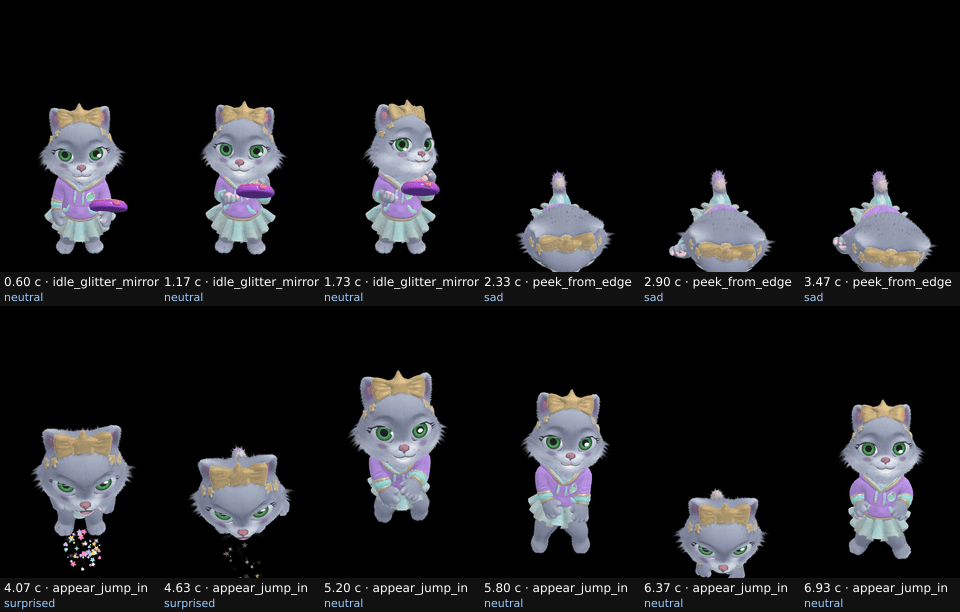 0.60 с · idle_glitter_mirror
neutral
1.17 с · idle_glitter_mirror
neutral
1.73 с · idle_glitter_mirror
neutral
2.33 с · peek_from_edge
sad
2.90 с · peek_from_edge
sad
3.47 с · peek_from_edge
sad
4.07 с · appear_jump_in
surprised
4.63 с · appear_jump_in
surprised
5.20 с · appear_jump_in
neutral
5.80 с · appear_jump_in
neutral
6.37 с · appear_jump_in
neutral
6.93 с · appear_jump_in
neutral